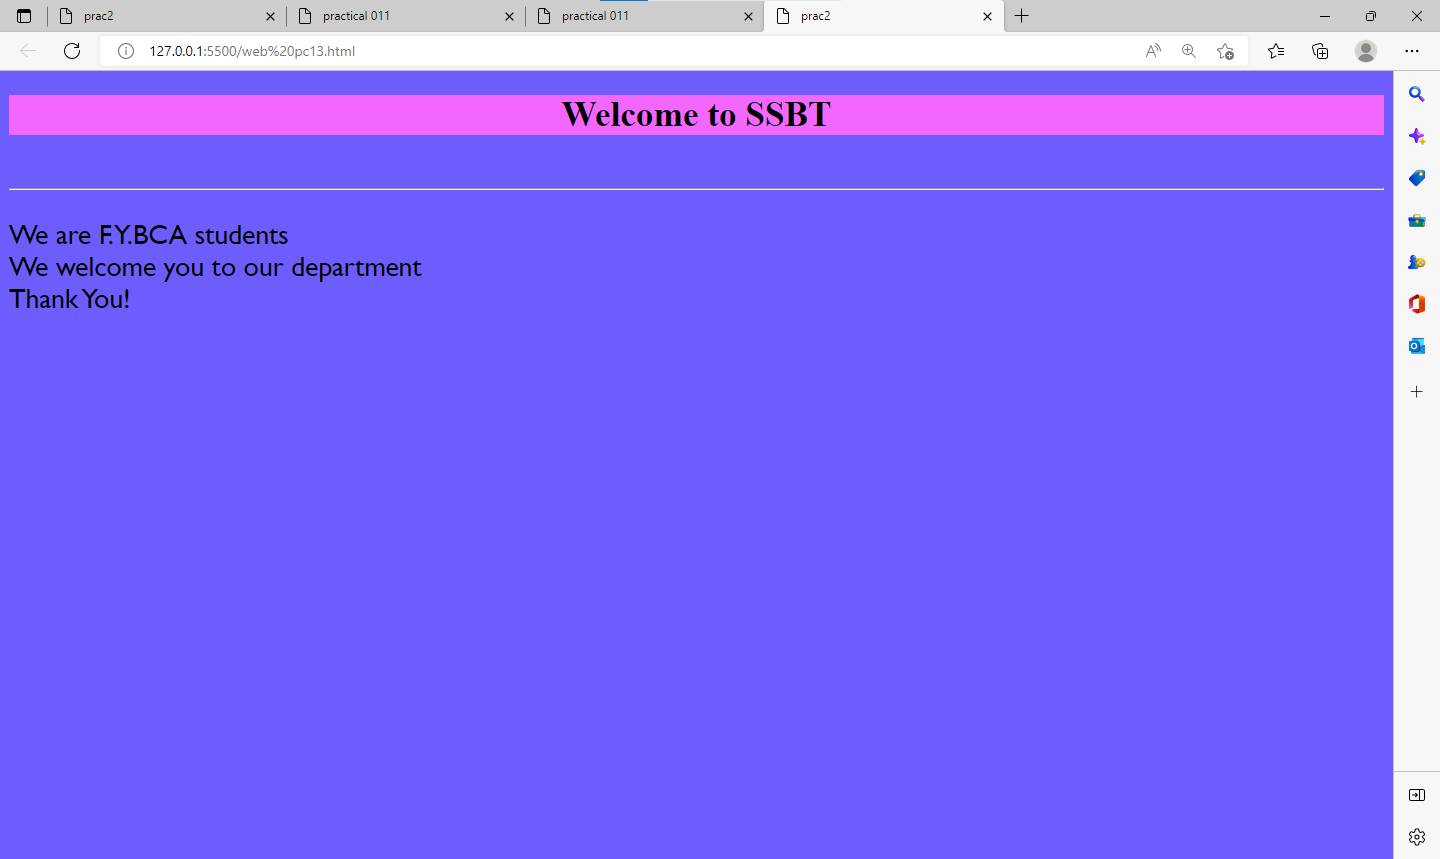 prac2
practical 011
practical 011
prac2
127.0.0.1:5500/web%20pc13.html
Welcome to SSBT
We are F.Y.BCA students
We welcome you to our department
Thank You!